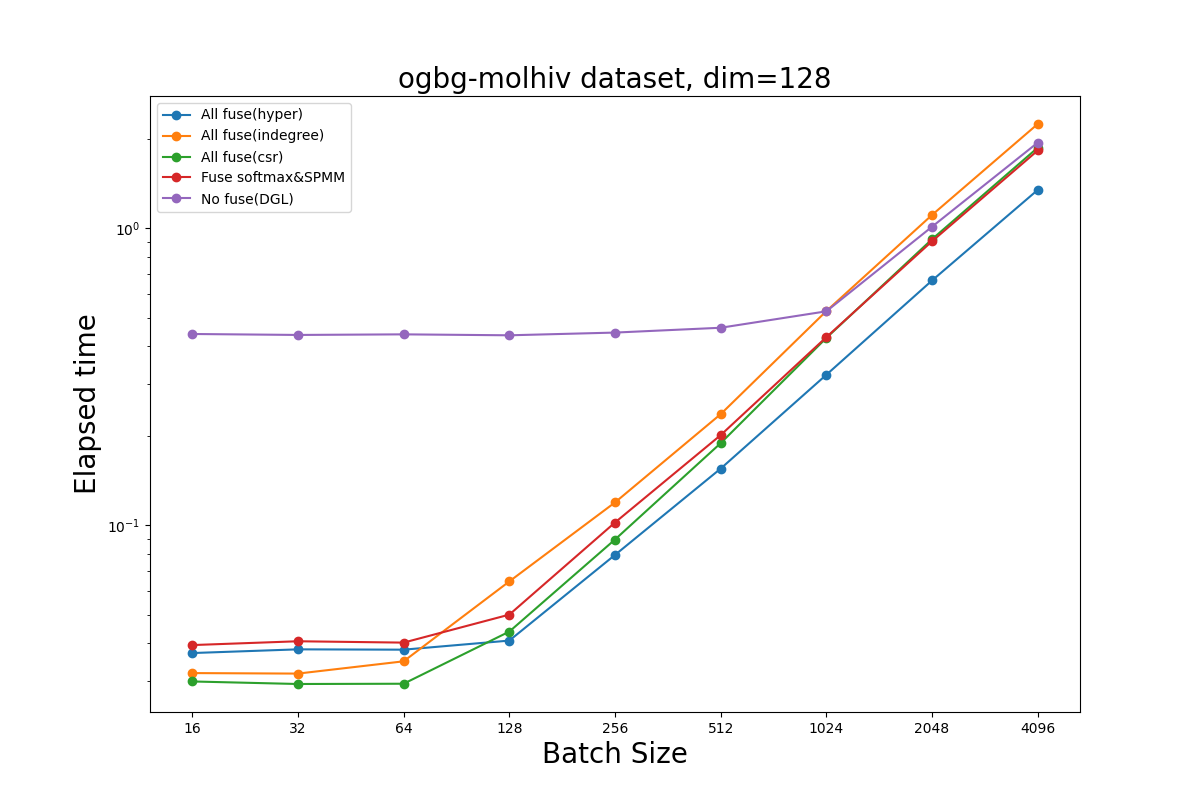 ogbg-molhiv dataset, dim=128
All fuse(hyper)
All fuse(indegree)
All fuse(csr)
Fuse softmax&SPMM
No fuse(DGL)
10⁰
10⁻¹
Elapsed time
16 32 64 128 256 512 1024 2048 4096
Batch Size